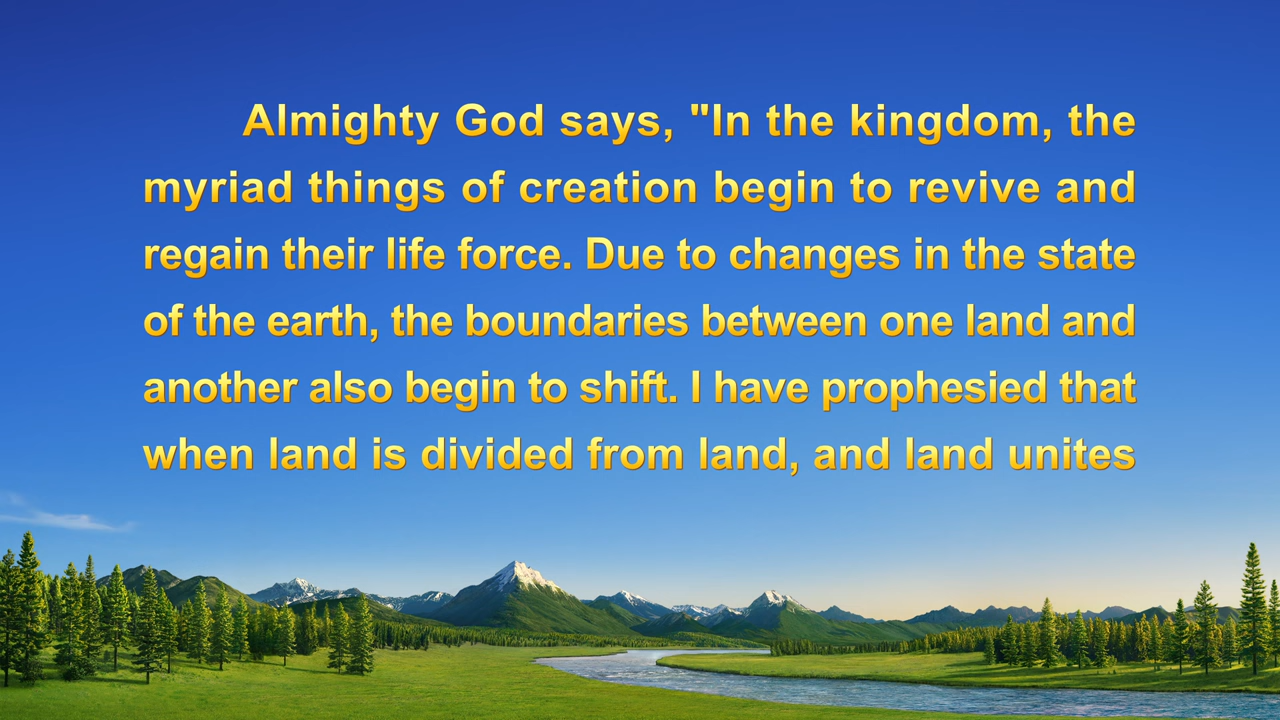 Almighty God says, "In the kingdom, the
myriad things of creation begin to revive and
regain their life force. Due to changes in the state
of the earth, the boundaries between one land and
another also begin to shift. I have prophesied that
when land is divided from land, and land unites